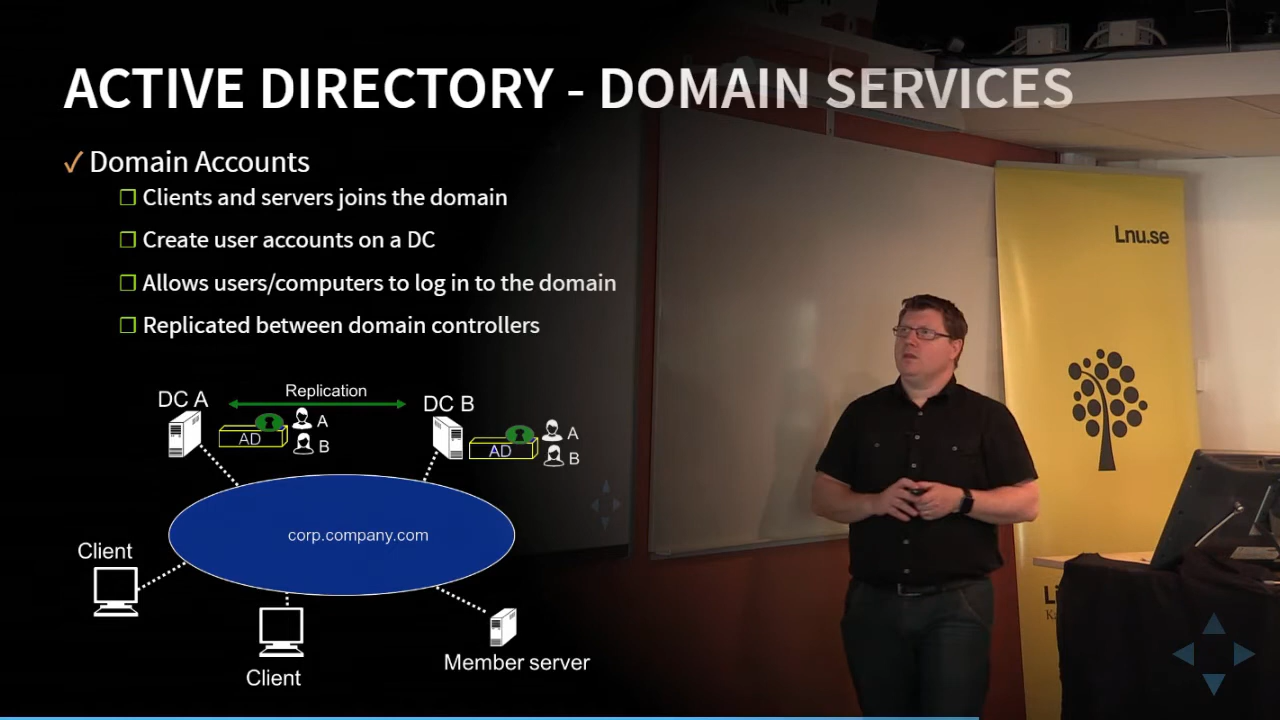 ACTIVE DIRECTORY - DOMAIN SERVICES
✓ Domain Accounts
❒ Clients and servers joins the domain
❒ Create user accounts on a DC
❒ Allows users/computers to log in to the domain
❒ Replicated between domain controllers
Replication
DC A
DC B
AD
A
B
AD
A
B
corp.company.com
Client
Client
Member server
Lnu.se